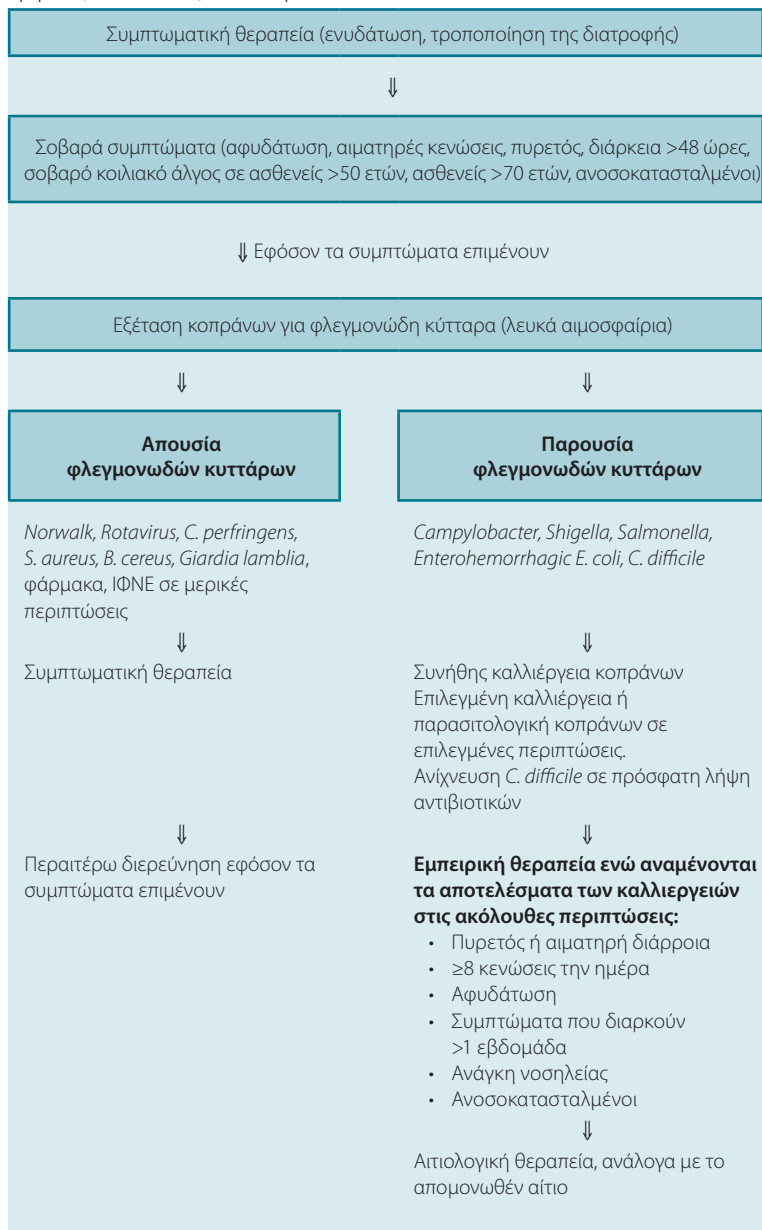 Συμπτωματική θεραπεία (ενυδάτωση, τροποποίηση της διατροφής)
⇓
Σοβαρά συμπτώματα (αφυδάτωση, αιματηρές κενώσεις, πυρετός, διάρκεια >48 ώρες,
σοβαρό κοιλιακό άλγος σε ασθενείς >50 ετών, ασθενείς >70 ετών, ανοσοκατασταλμένοι)
⇓ Εφόσον τα συμπτώματα επιμένουν
Εξέταση κοπράνων για φλεγμονώδη κύτταρα (λευκά αιμοσφαίρια)
⇓
Απουσία
φλεγμονωδών κυττάρων
Norwalk, Rotavirus, C. perfringens,
S. aureus, B. cereus, Giardia lamblia,
φάρμακα, ΙΦΝΕ σε μερικές
περιπτώσεις
⇓
Συμπτωματική θεραπεία
⇓
Περαιτέρω διερεύνηση εφόσον τα
συμπτώματα επιμένουν
⇓
Παρουσία
φλεγμονωδών κυττάρων
Campylobacter, Shigella, Salmonella,
Enterohemorrhagic E. coli, C. difficile
⇓
Συνήθης καλλιέργεια κοπράνων
Επιλεγμένη καλλιέργεια ή
παρασιτολογική κοπράνων σε
επιλεγμένες περιπτώσεις.
Ανίχνευση C. difficile σε πρόσφατη λήψη
αντιβιοτικών
⇓
Εμπειρική θεραπεία ενώ αναμένονται
τα αποτελέσματα των καλλιεργειών
στις ακόλουθες περιπτώσεις:
• Πυρετός ή αιματηρή διάρροια
• ≥8 κενώσεις την ημέρα
• Αφυδάτωση
• Συμπτώματα που διαρκούν
>1 εβδομάδα
• Ανάγκη νοσηλείας
• Ανοσοκατασταλμένοι
⇓
Αιτιολογική θεραπεία, ανάλογα με το
απομονωθέν αίτιο